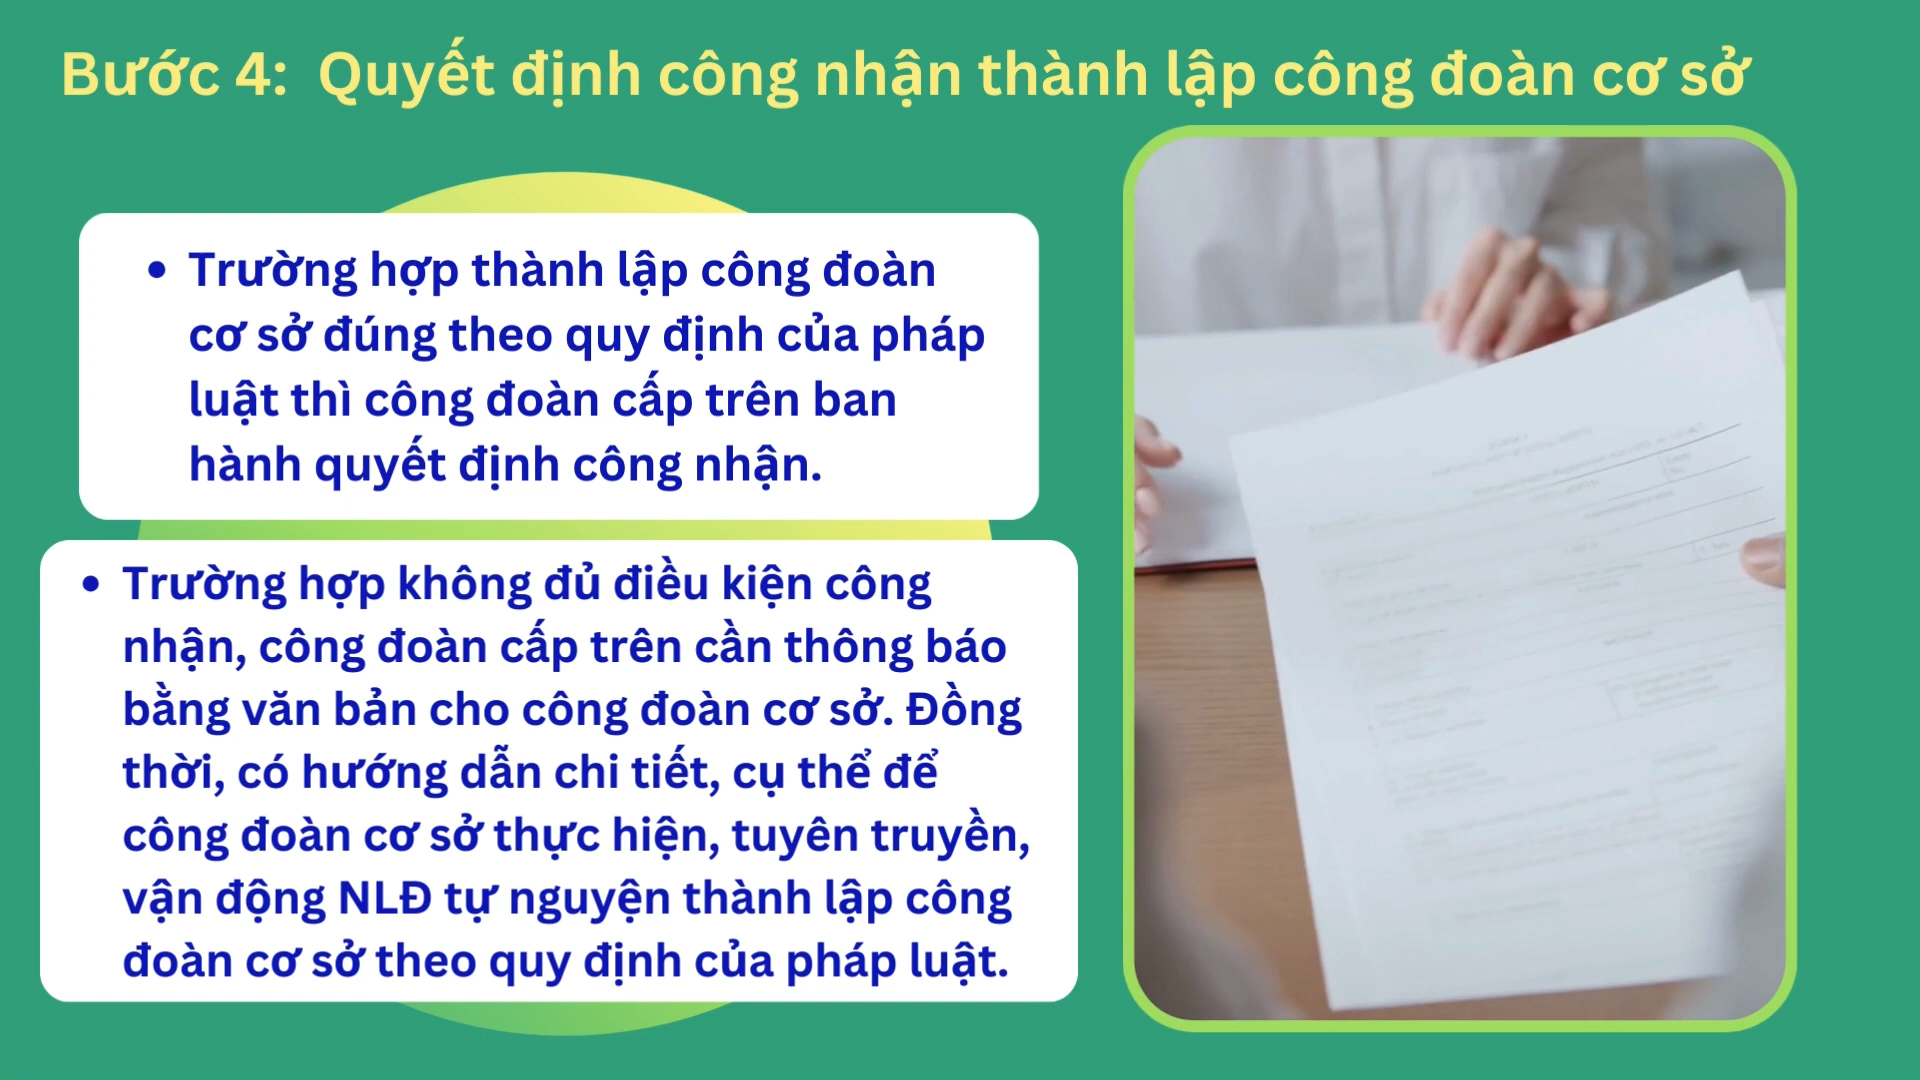 Bước 4: Quyết định công nhận thành lập công đoàn cơ sở
• Trường hợp thành lập công đoàn
cơ sở đúng theo quy định của pháp
luật thì công đoàn cấp trên ban
hành quyết định công nhận.
• Trường hợp không đủ điều kiện công
nhận, công đoàn cấp trên cần thông báo
bằng văn bản cho công đoàn cơ sở. Đồng
thời, có hướng dẫn chi tiết, cụ thể để
công đoàn cơ sở thực hiện, tuyên truyền,
vận động NLĐ tự nguyện thành lập công
đoàn cơ sở theo quy định của pháp luật.